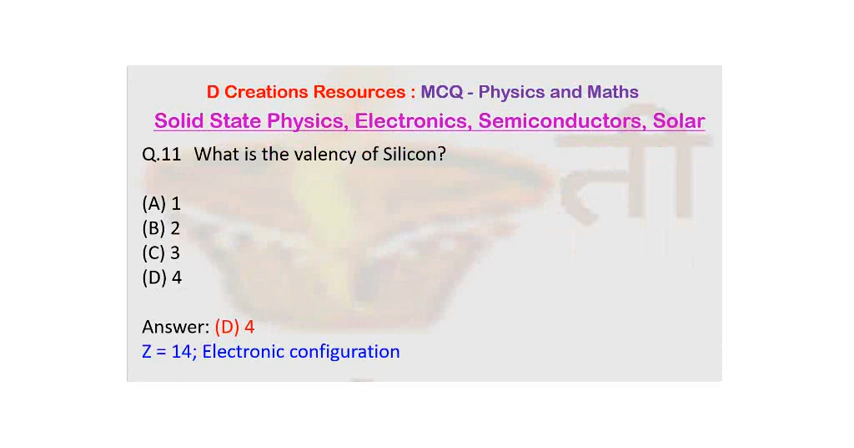 D Creations Resources : MCQ - Physics and Maths
Solid State Physics, Electronics, Semiconductors, Solar
Q.11 What is the valency of Silicon?
(A) 1
(B) 2
(C) 3
(D) 4
Answer: (D) 4
Z = 14; Electronic configuration
ती